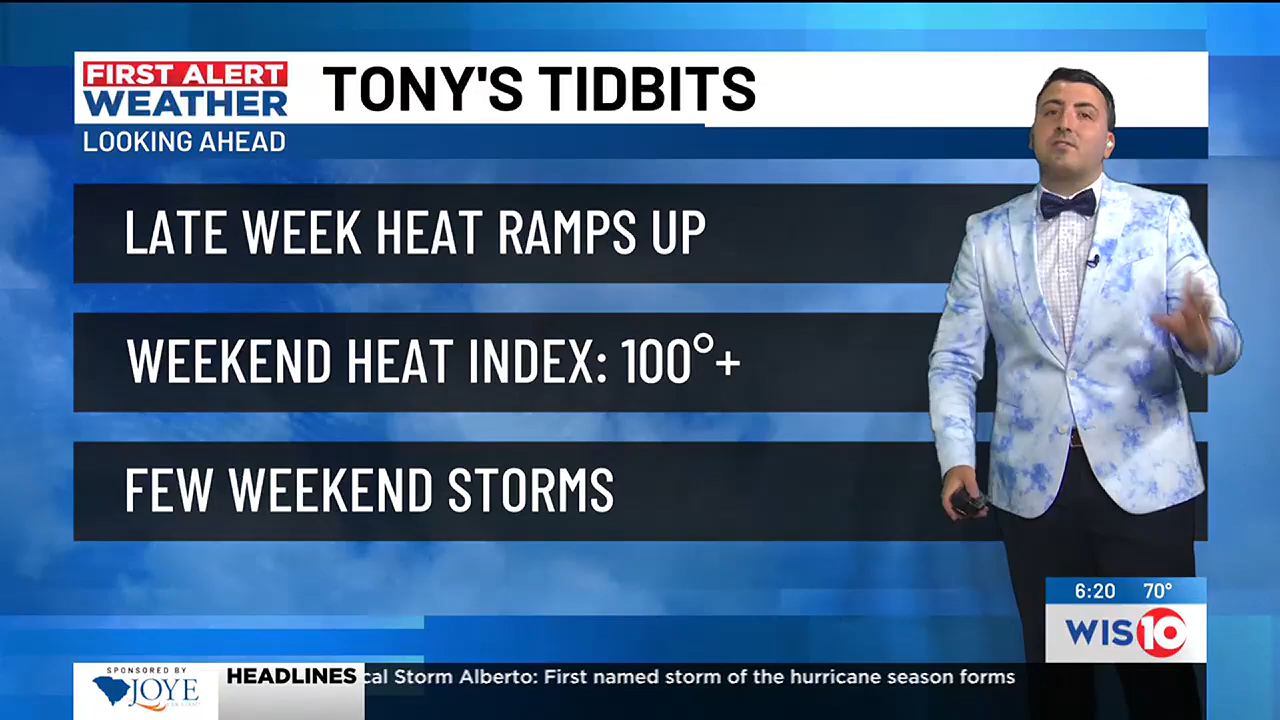 FIRST ALERT
WEATHER
TONY'S TIDBITS
LOOKING AHEAD
LATE WEEK HEAT RAMPS UP
WEEKEND HEAT INDEX: 100°+
FEW WEEKEND STORMS
6:20 70°
WIS10
SPONSORED BY
JOYE
HEADLINES
cal Storm Alberto: First named storm of the hurricane season forms